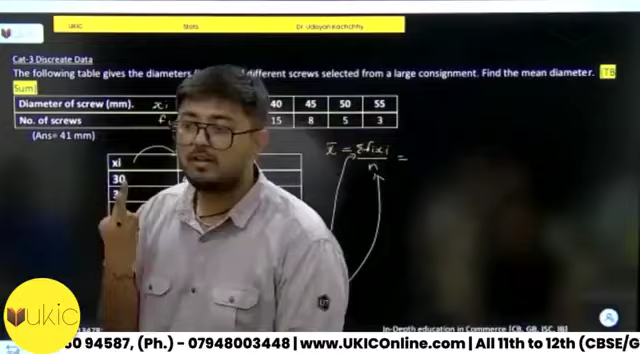 UKIC Stats Dr. Udayan Kachchhy
UKIC
Cat-3 Discreate Data
The following table gives the diameters different screws selected from a large consignment. Find the mean diameter. [TB
Sum]
Diameter of screw (mm). xi 40 45 50 55
No. of screws f 15 8 5 3
(Ans= 41 mm)
x̄ = Σfixi / n =
xi
30
ukic
In-Depth education in Commerce [CB, GB, ISC, IB]
94587, (Ph.) - 07948003448 | www.UKICOnline.com | All 11th to 12th (CBSE/G